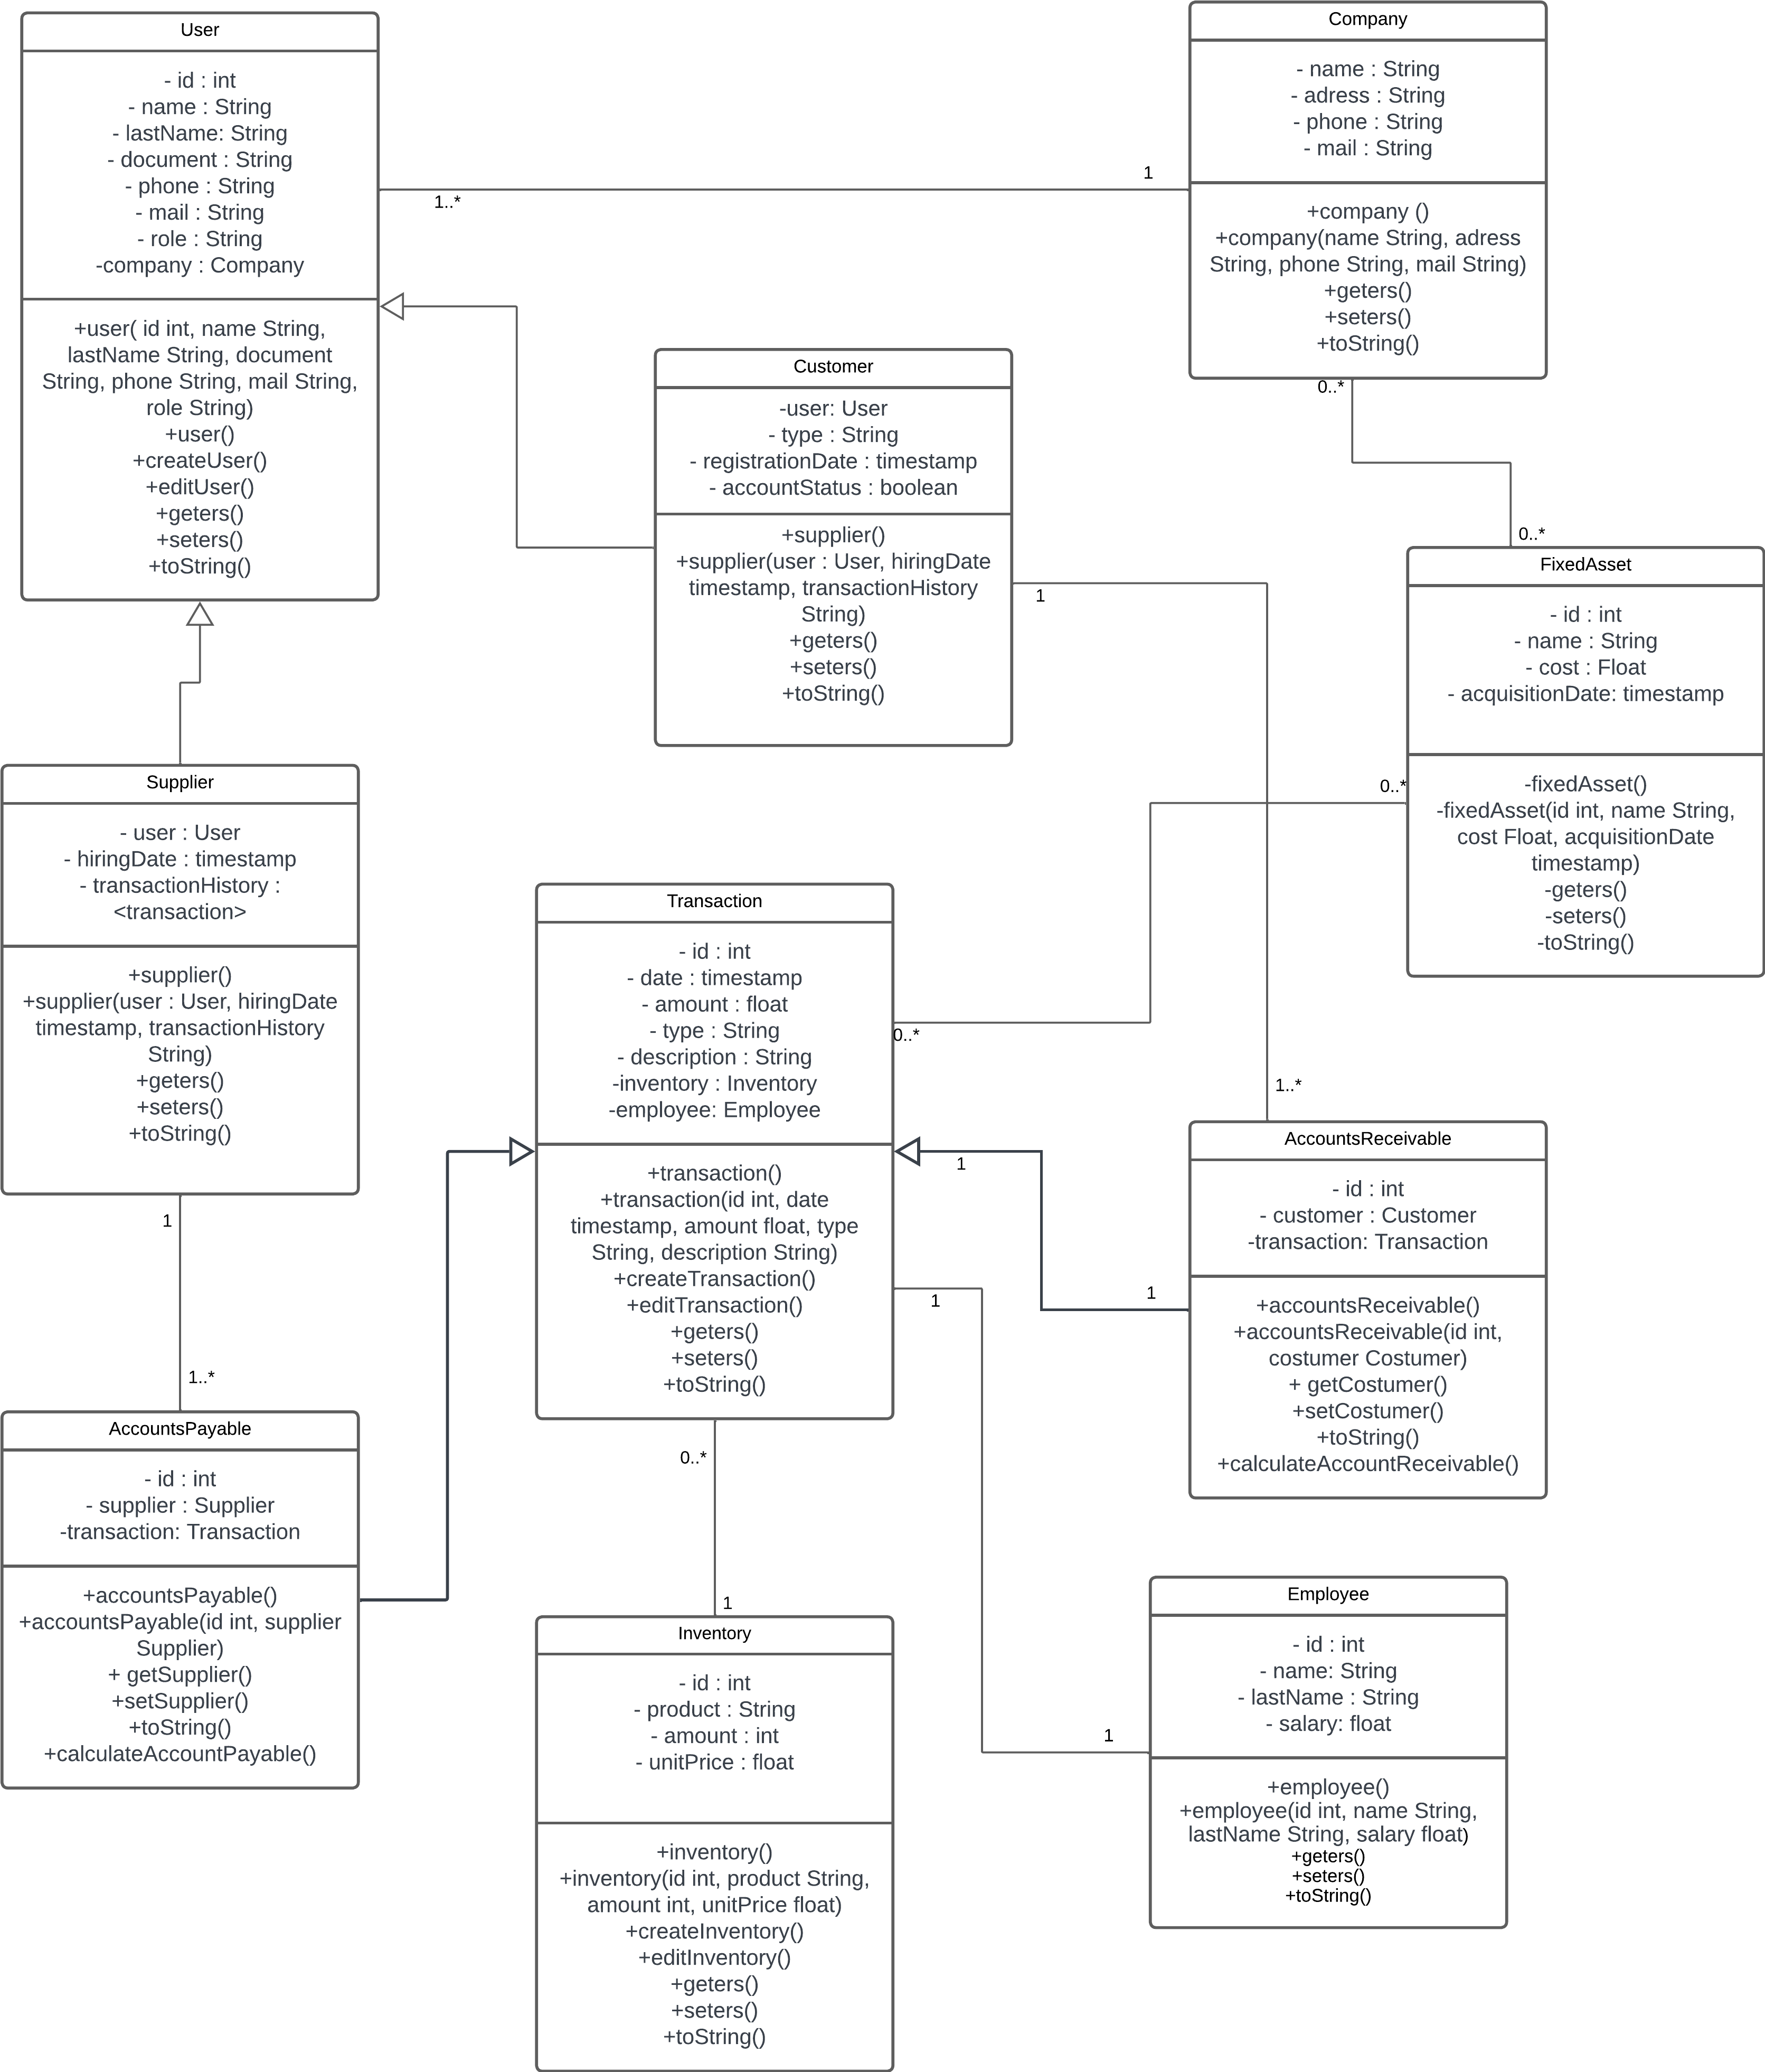 User
- id : int
- name : String
- lastName: String
- document : String
- phone : String
- mail : String
- role : String
-company : Company
+user( id int, name String,
lastName String, document
String, phone String, mail String,
role String)
+user()
+createUser()
+editUser()
+geters()
+seters()
+toString()
1..*
1
Company
- name : String
- adress : String
- phone : String
- mail : String
+company ()
+company(name String, adress
String, phone String, mail String)
+geters()
+seters()
+toString()
0..*
0..*
Customer
-user: User
- type : String
- registrationDate : timestamp
- accountStatus : boolean
+supplier()
+supplier(user : User, hiringDate
timestamp, transactionHistory
String)
+geters()
+seters()
+toString()
1
1..*
FixedAsset
- id : int
- name : String
- cost : Float
- acquisitionDate: timestamp
-fixedAsset()
-fixedAsset(id int, name String,
cost Float, acquisitionDate
timestamp)
-geters()
-seters()
-toString()
0..*
0..*
Supplier
- user : User
- hiringDate : timestamp
- transactionHistory :
<transaction>
+supplier()
+supplier(user : User, hiringDate
timestamp, transactionHistory
String)
+geters()
+seters()
+toString()
1
1..*
Transaction
- id : int
- date : timestamp
- amount : float
- type : String
- description : String
-inventory : Inventory
-employee: Employee
+transaction()
+transaction(id int, date
timestamp, amount float, type
String, description String)
+createTransaction()
+editTransaction()
+geters()
+seters()
+toString()
1
1
1
1
0..*
1
AccountsReceivable
- id : int
- customer : Customer
-transaction: Transaction
+accountsReceivable()
+accountsReceivable(id int,
costumer Costumer)
+ getCostumer()
+setCostumer()
+toString()
+calculateAccountReceivable()
AccountsPayable
- id : int
- supplier : Supplier
-transaction: Transaction
+accountsPayable()
+accountsPayable(id int, supplier
Supplier)
+ getSupplier()
+setSupplier()
+toString()
+calculateAccountPayable()
Inventory
- id : int
- product : String
- amount : int
- unitPrice : float
+inventory()
+inventory(id int, product String,
amount int, unitPrice float)
+createInventory()
+editInventory()
+geters()
+seters()
+toString()
Employee
- id : int
- name: String
- lastName : String
- salary: float
+employee()
+employee(id int, name String,
lastName String, salary float)
+geters()
+seters()
+toString()